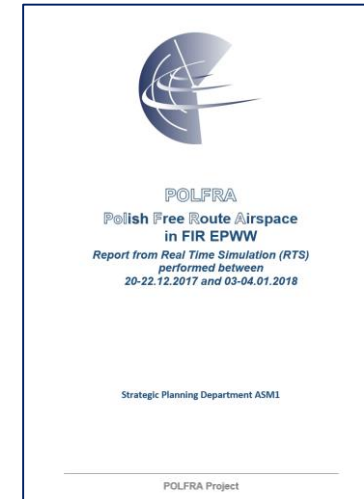 POLFRA
Polish Free Route Airspace
in FIR EPWW
Report from Real Time Simulation (RTS)
performed between
20-22.12.2017 and 03-04.01.2018
Strategic Planning Department ASM1
POLFRA Project